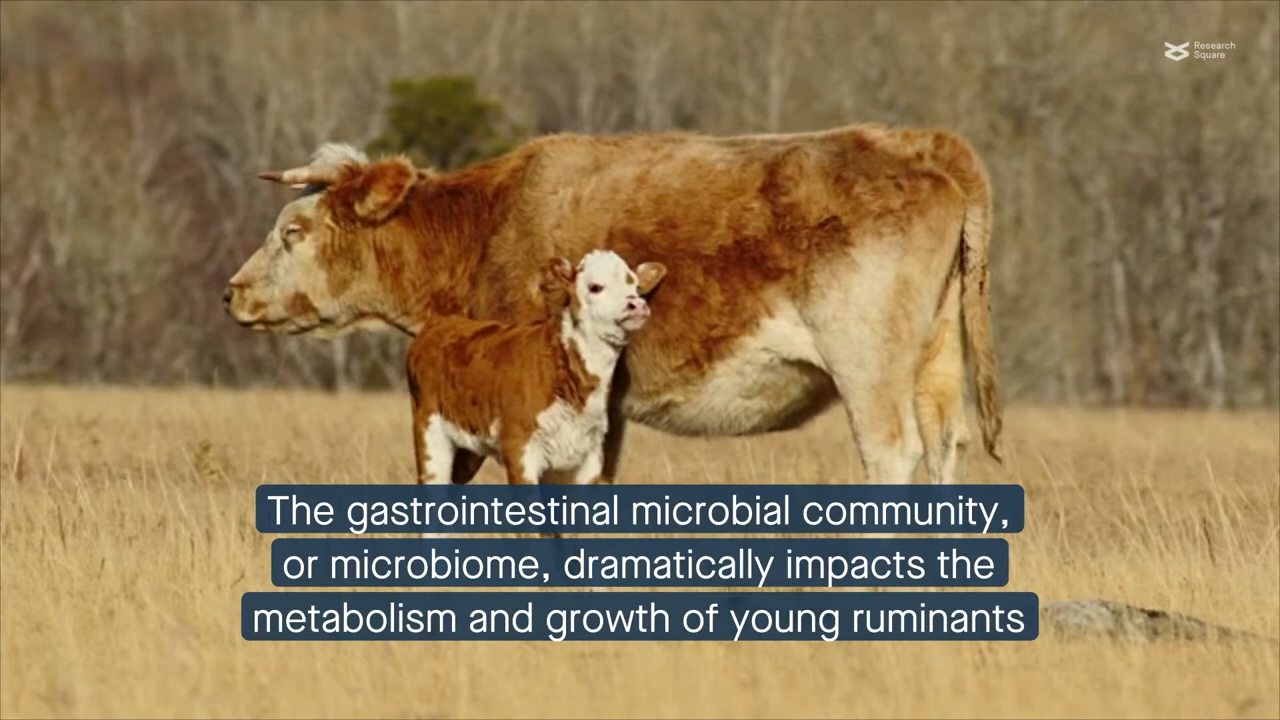 Research
Square
The gastrointestinal microbial community,
or microbiome, dramatically impacts the
metabolism and growth of young ruminants